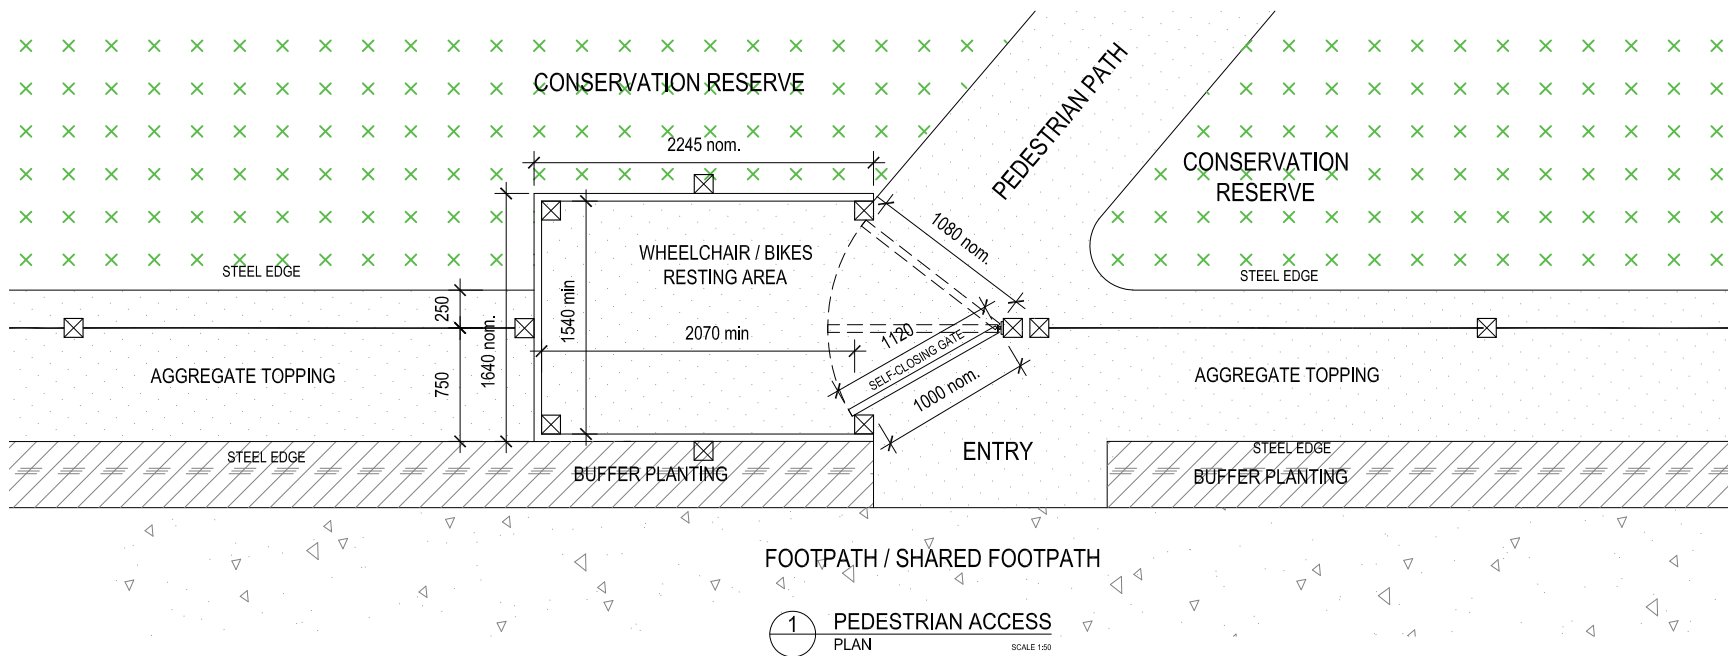 CONSERVATION RESERVE
PEDESTRIAN PATH
2245 nom.
CONSERVATION
RESERVE
1080 nom.
WHEELCHAIR / BIKES
RESTING AREA
STEEL EDGE
STEEL EDGE
250
1640 nom.
1540 min
2070 min
1120
SELF-CLOSING GATE
1000 nom.
750
AGGREGATE TOPPING
AGGREGATE TOPPING
ENTRY
STEEL EDGE
STEEL EDGE
BUFFER PLANTING
BUFFER PLANTING
FOOTPATH / SHARED FOOTPATH
1 PEDESTRIAN ACCESS
PLAN SCALE 1:50